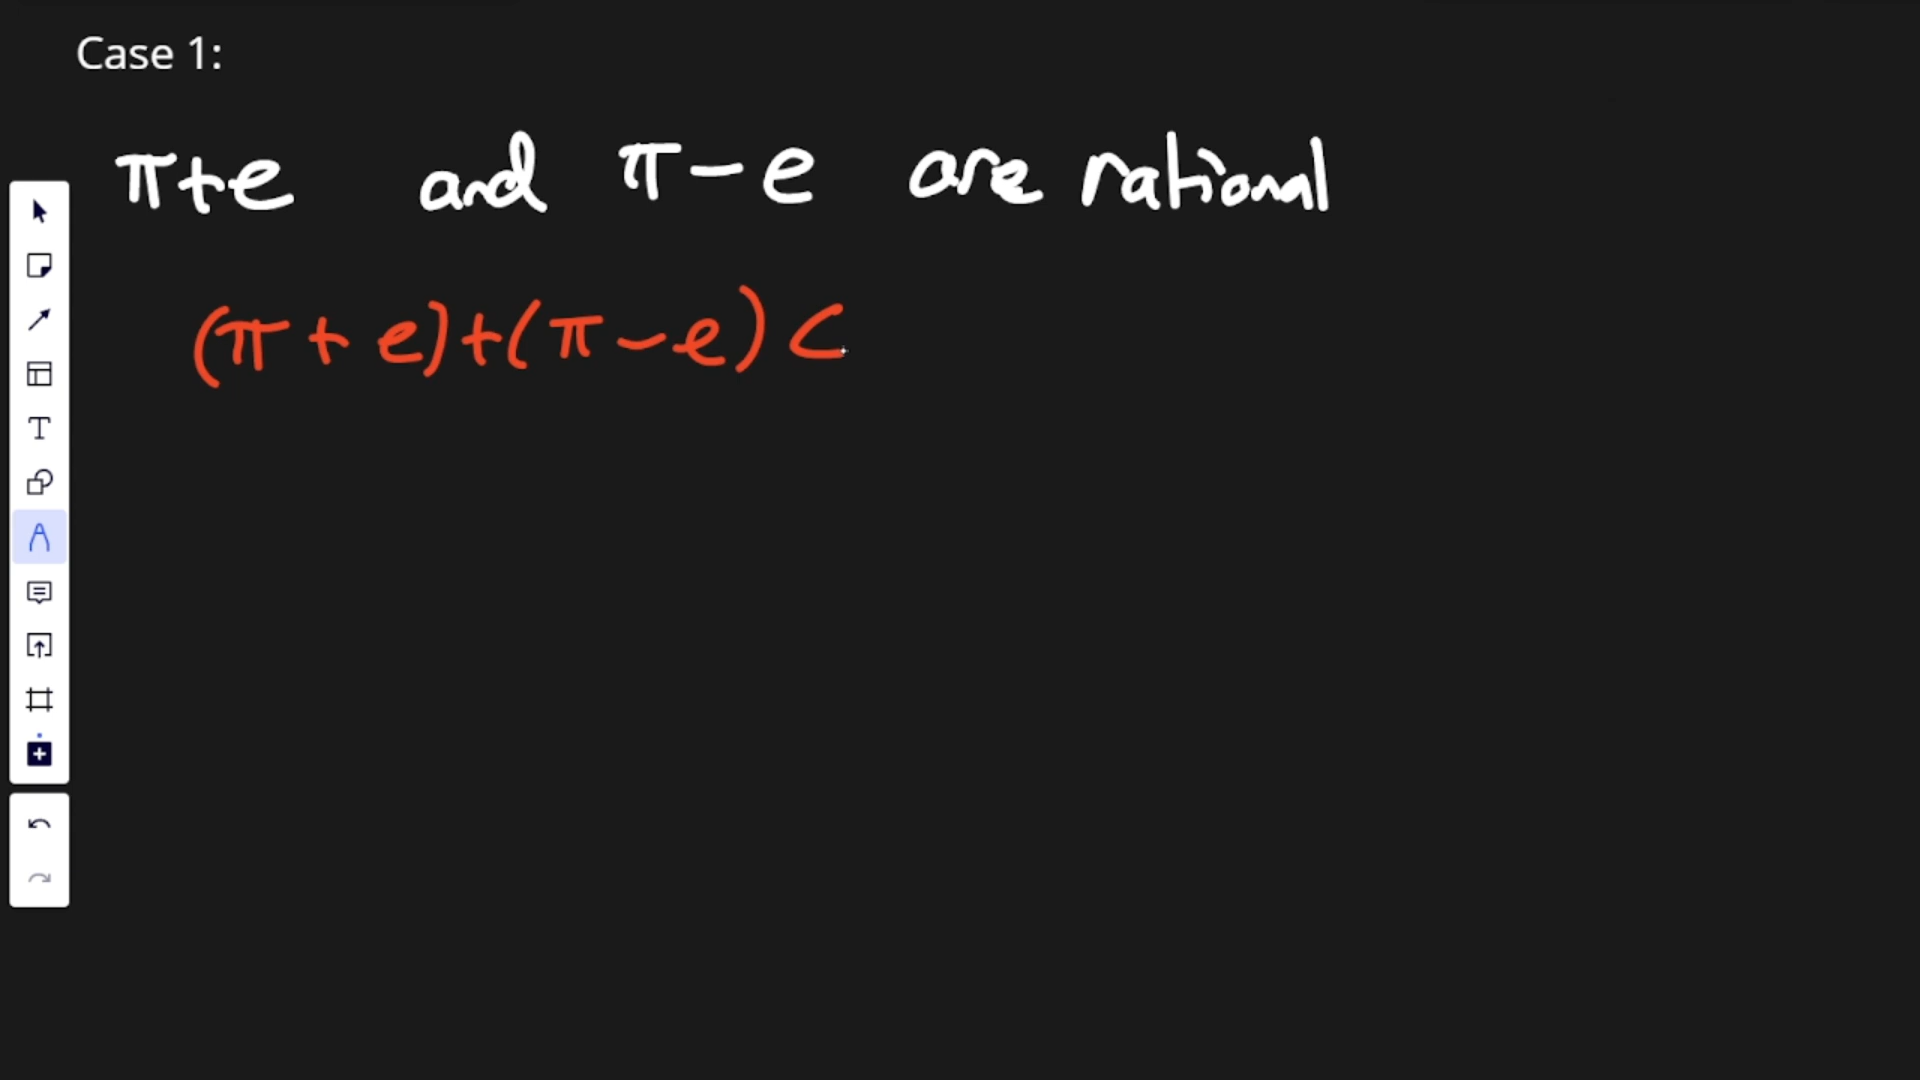 Case 1:
π+e and π-e are rational
(π+e)+(π-e) C